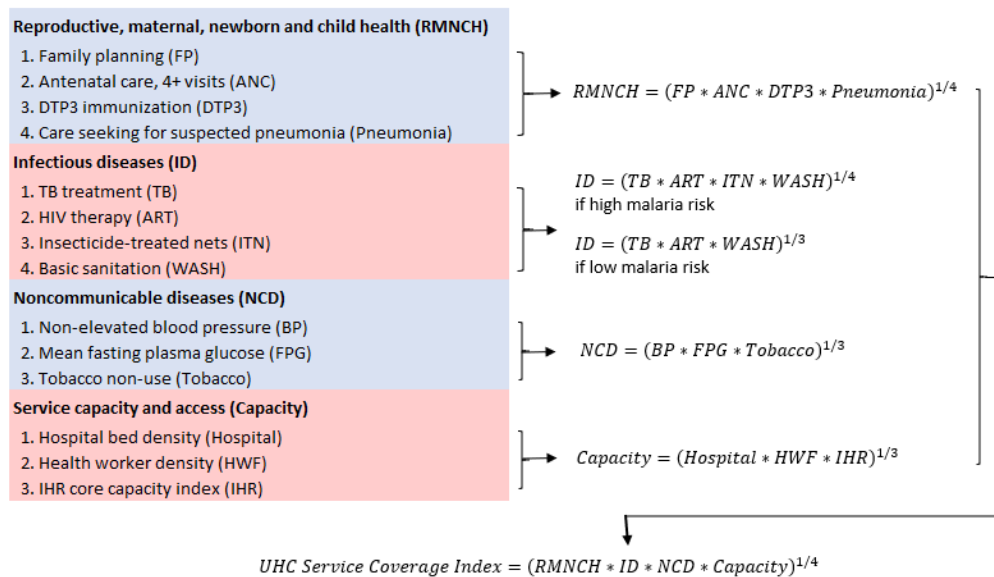 Reproductive, maternal, newborn and child health (RMNCH)
1. Family planning (FP)
2. Antenatal care, 4+ visits (ANC)
3. DTP3 immunization (DTP3)
4. Care seeking for suspected pneumonia (Pneumonia)
RMNCH = (FP * ANC * DTP3 * Pneumonia)^{1/4}
Infectious diseases (ID)
1. TB treatment (TB)
2. HIV therapy (ART)
3. Insecticide-treated nets (ITN)
4. Basic sanitation (WASH)
ID = (TB * ART * ITN * WASH)^{1/4}
if high malaria risk
ID = (TB * ART * WASH)^{1/3}
if low malaria risk
Noncommunicable diseases (NCD)
1. Non-elevated blood pressure (BP)
2. Mean fasting plasma glucose (FPG)
3. Tobacco non-use (Tobacco)
NCD = (BP * FPG * Tobacco)^{1/3}
Service capacity and access (Capacity)
1. Hospital bed density (Hospital)
2. Health worker density (HWF)
3. IHR core capacity index (IHR)
Capacity = (Hospital * HWF * IHR)^{1/3}
UHC Service Coverage Index = (RMNCH * ID * NCD * Capacity)^{1/4}